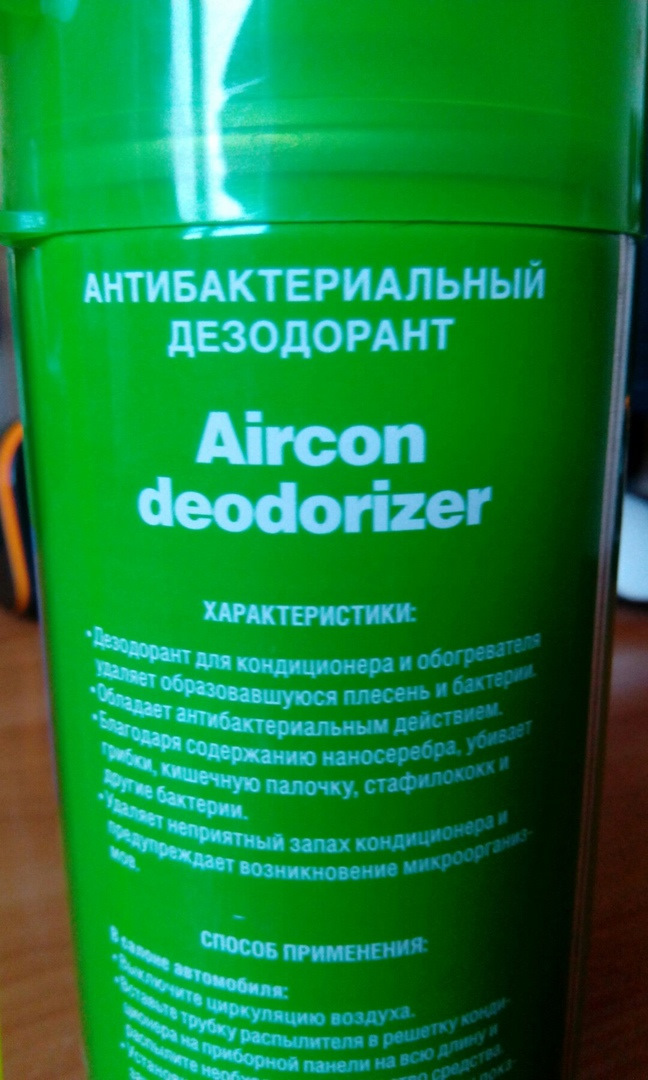 АНТИБАКТЕРИАЛЬНЫЙ
ДЕЗОДОРАНТ
Aircon
deodorizer
ХАРАКТЕРИСТИКИ:
•Дезодорант для кондиционера и обогревателя
удаляет образовавшуюся плесень и бактерии.
•Обладает антибактериальным действием.
•Благодаря содержанию наносеребра, убивает
грибки, кишечную палочку, стафилококк и
другие бактерии.
•Удаляет неприятный запах кондиционера и
предупреждает возникновение микроорганиз-
мов.
СПОСОБ ПРИМЕНЕНИЯ:
В салоне автомобиля:
•Выключите циркуляцию воздуха.
•Вставьте трубку распылителя в решетку конди-
ционера на приборной панели на всю длину и
распылите средства.